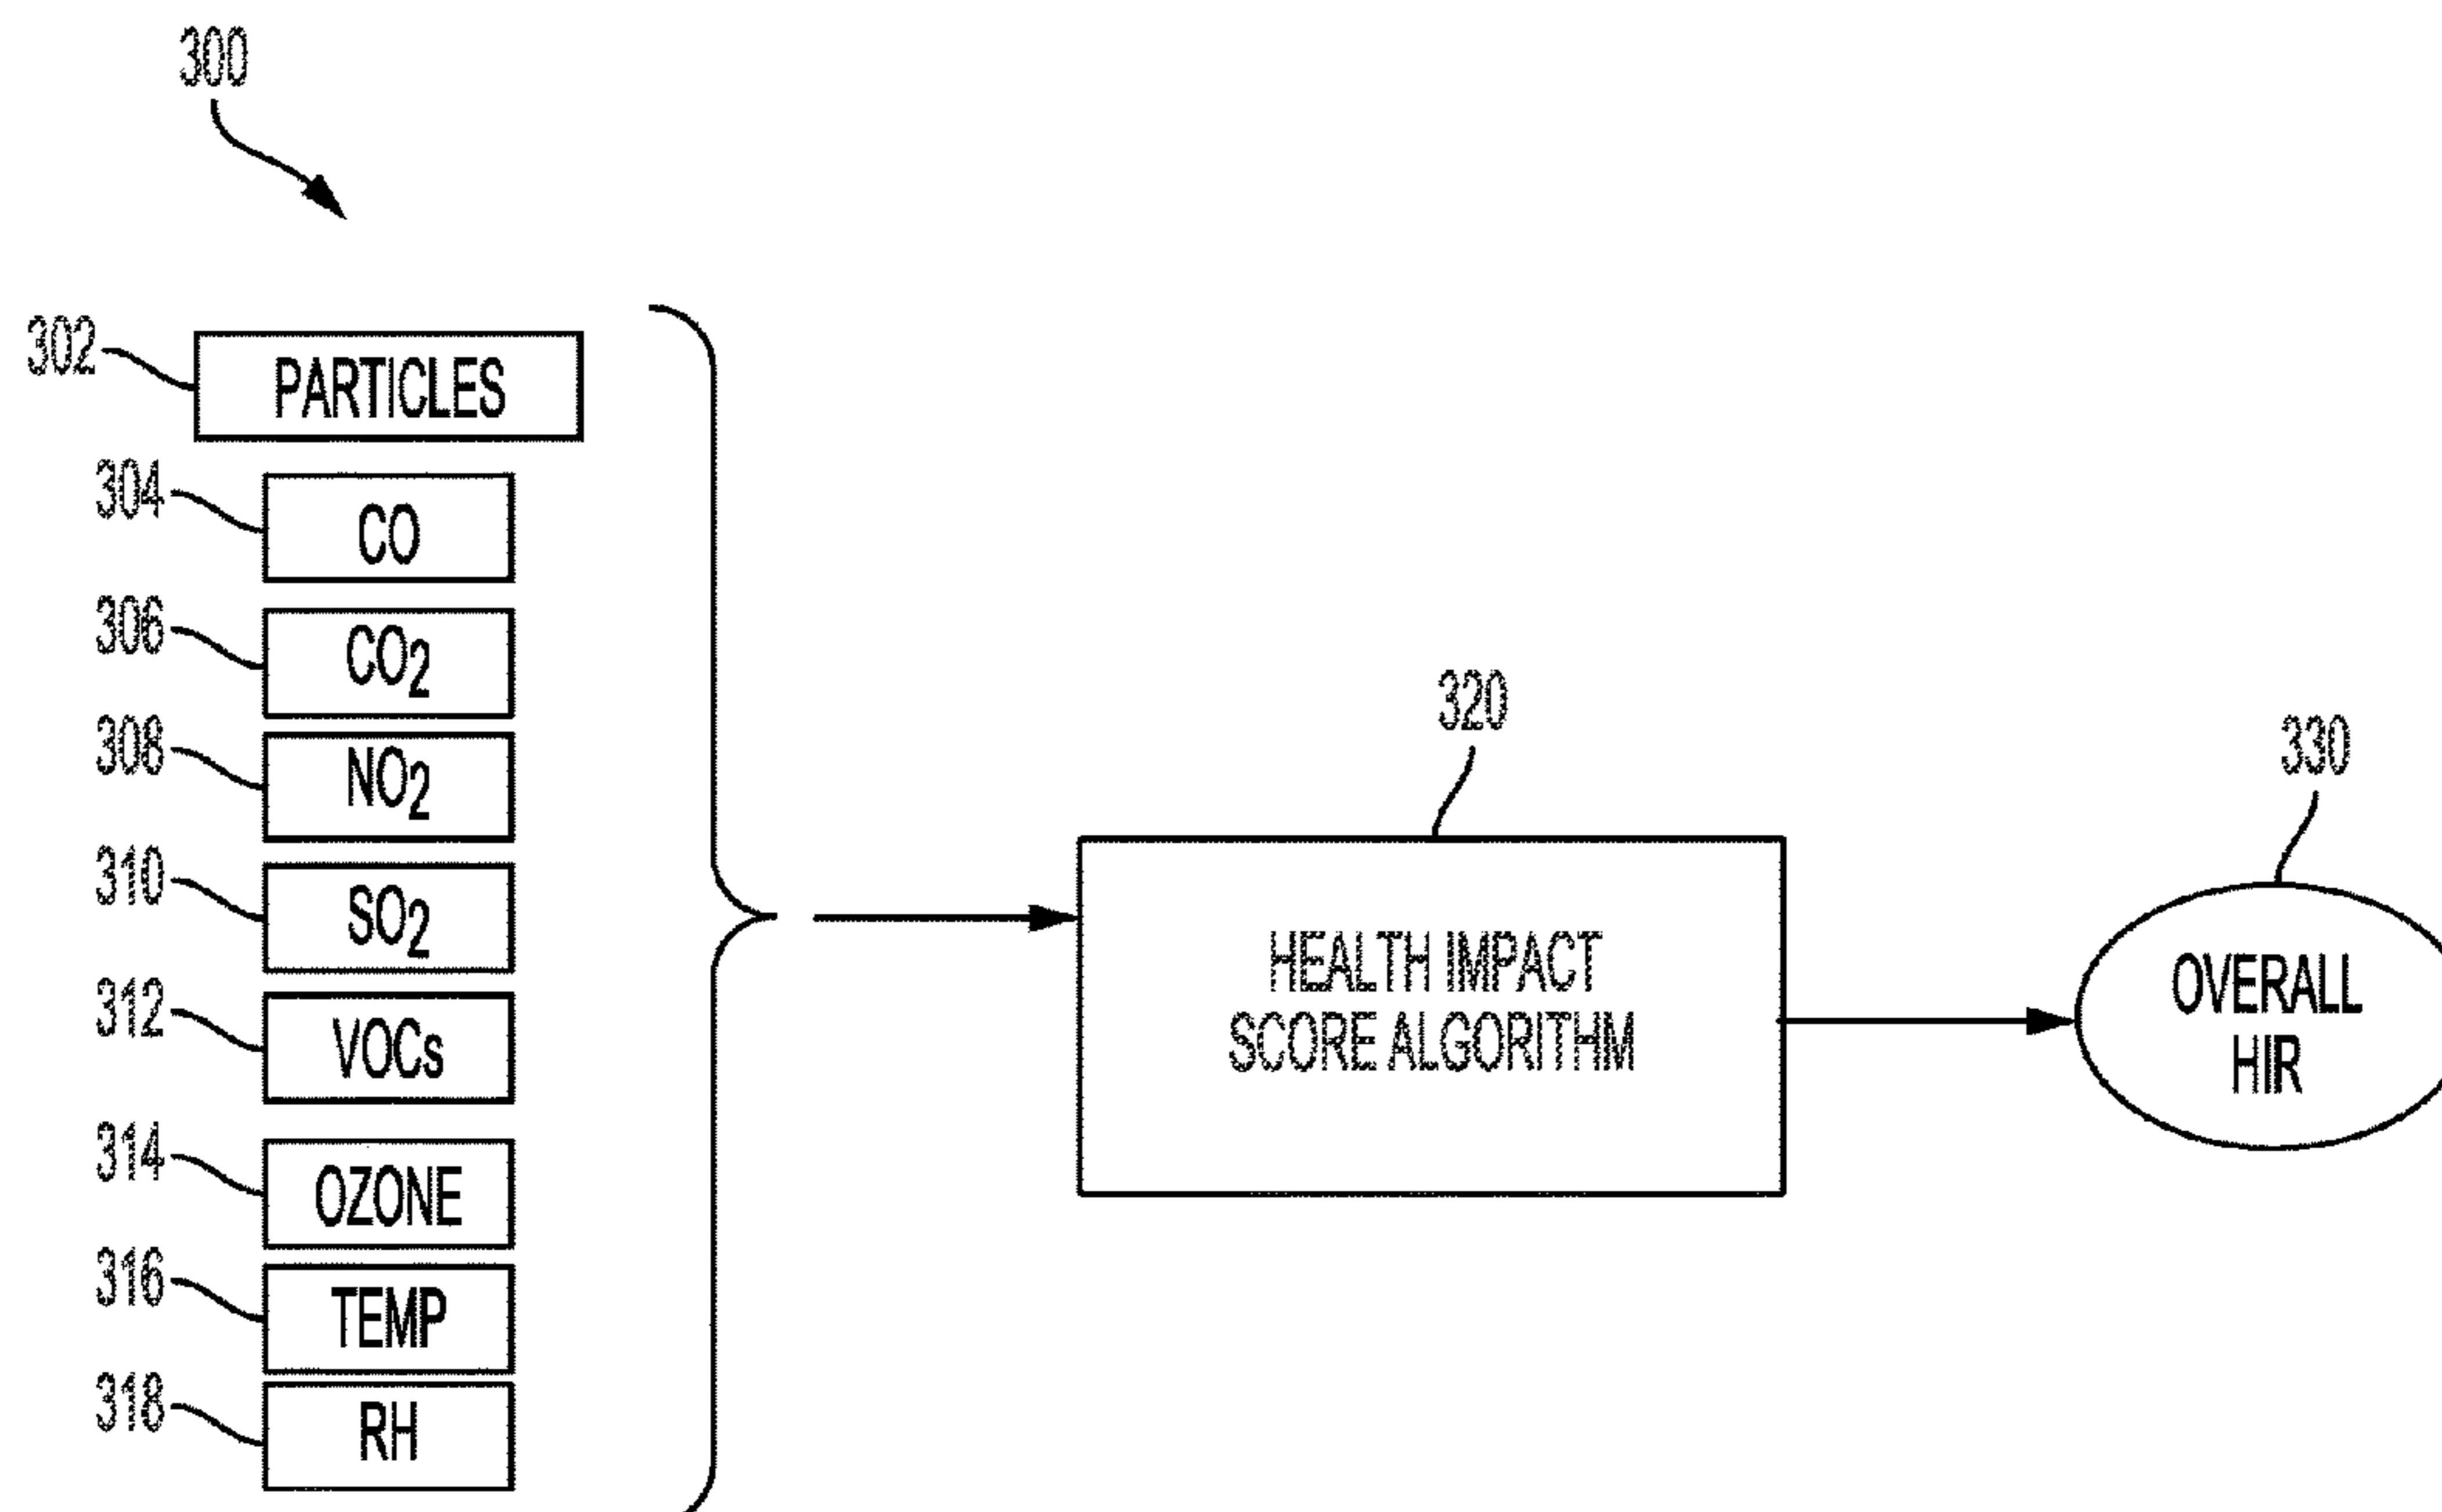 300
302 PARTICLES
304 CO
306 CO₂
308 NO₂
310 SO₂
312 VOCs
314 OZONE
316 TEMP
318 RH
320
HEALTH IMPACT
SCORE ALGORITHM
330
OVERALL
HIR